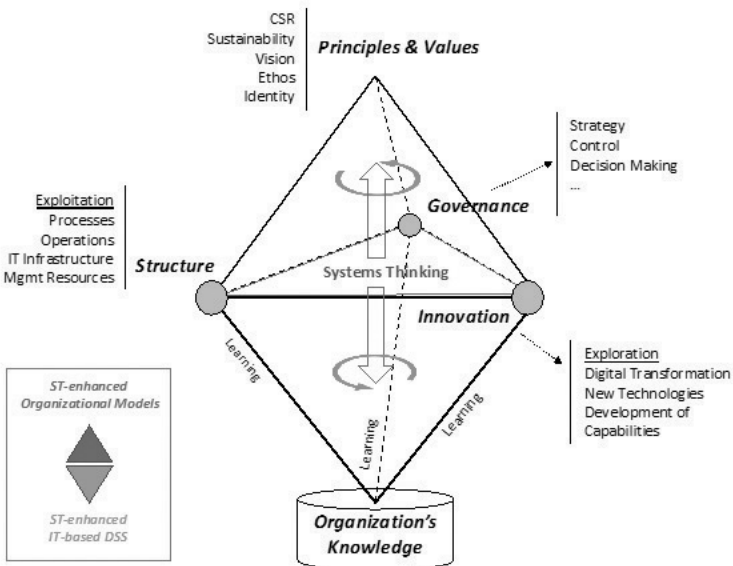 CSR
Sustainability
Vision
Ethos
Identity
Principles & Values
Strategy
Control
Decision Making
...
Governance
Exploitation
Processes
Operations
IT Infrastructure
Mgmt Resources
Structure
Systems Thinking
Innovation
Learning
Learning
Learning
Exploration
Digital Transformation
New Technologies
Development of
Capabilities
ST-enhanced
Organizational Models
ST-enhanced
IT-based DSS
Organization's
Knowledge